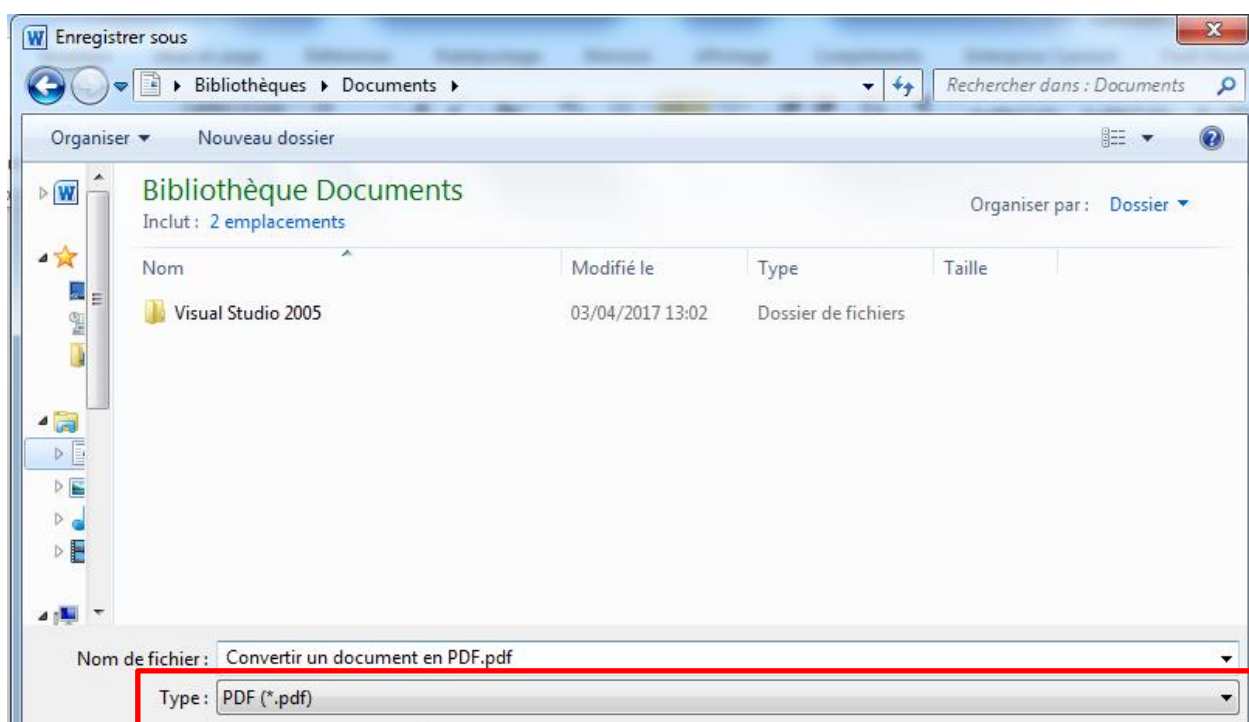 Enregistrer sous
Bibliothèques Documents
Rechercher dans : Documents
Organiser Nouveau dossier
Bibliothèque Documents
Inclut : 2 emplacements
Organiser par : Dossier
Nom Modifié le Type Taille
Visual Studio 2005 03/04/2017 13:02 Dossier de fichiers
Nom de fichier : Convertir un document en PDF.pdf
Type : PDF (*.pdf)